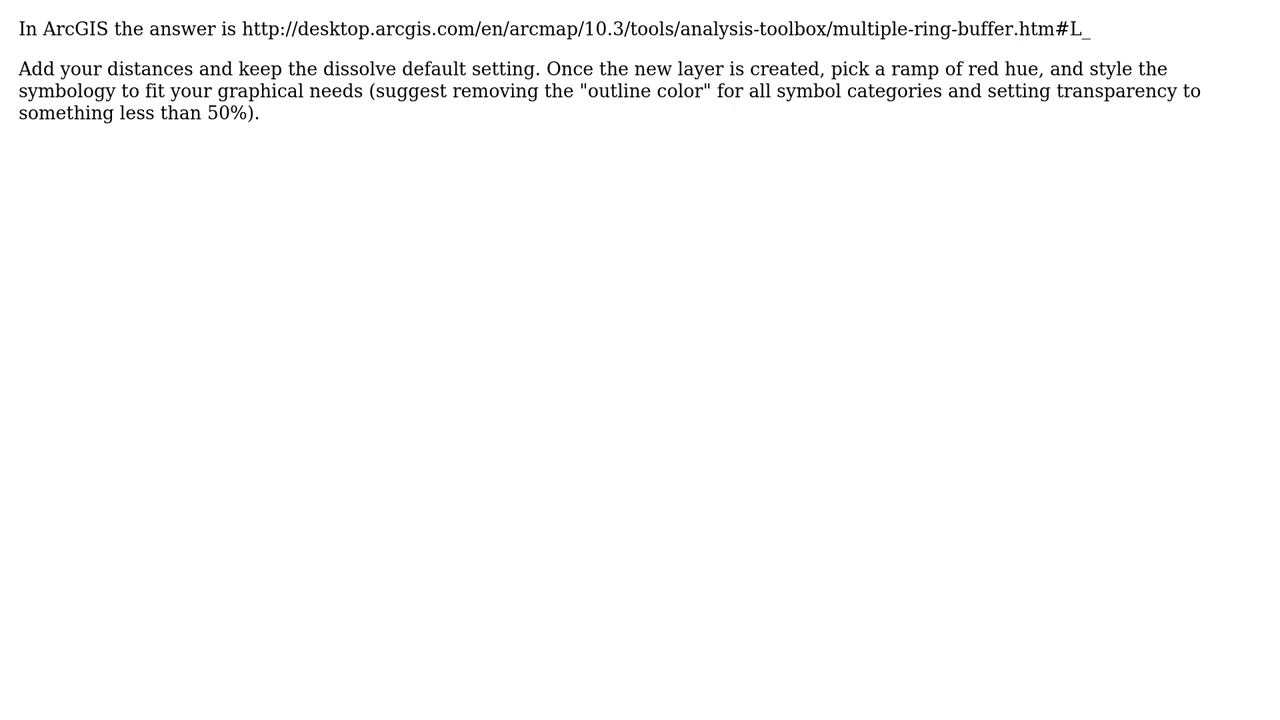 In ArcGIS the answer is http://desktop.arcgis.com/en/arcmap/10.3/tools/analysis-toolbox/multiple-ring-buffer.htm#L_
Add your distances and keep the dissolve default setting. Once the new layer is created, pick a ramp of red hue, and style the
symbology to fit your graphical needs (suggest removing the "outline color" for all symbol categories and setting transparency to
something less than 50%).